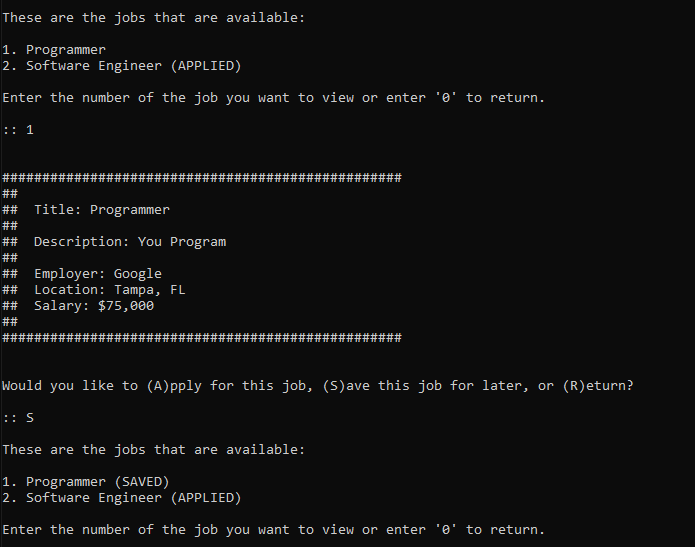 These are the jobs that are available:
1. Programmer
2. Software Engineer (APPLIED)
Enter the number of the job you want to view or enter '0' to return.
:: 1
##################################################
##
##  Title: Programmer
##
##  Description: You Program
##
##  Employer: Google
##  Location: Tampa, FL
##  Salary: $75,000
##
##################################################
Would you like to (A)pply for this job, (S)ave this job for later, or (R)eturn?
:: S
These are the jobs that are available:
1. Programmer (SAVED)
2. Software Engineer (APPLIED)
Enter the number of the job you want to view or enter '0' to return.